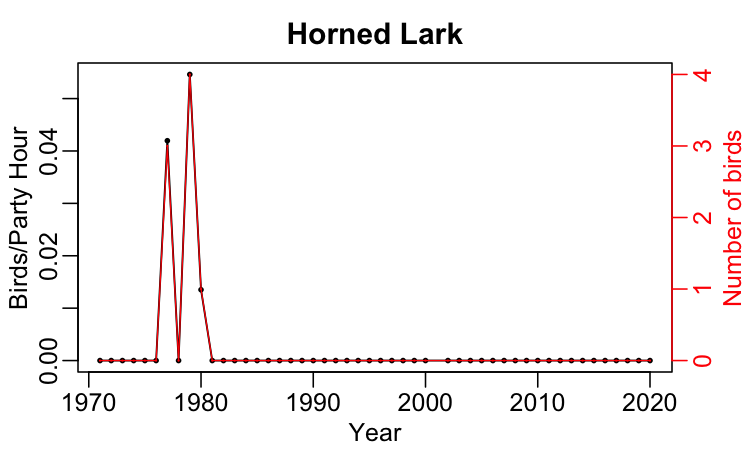 Horned Lark
Birds/Party Hour
0.00 0.02 0.04
Number of birds
0 1 2 3 4
1970 1980 1990 2000 2010 2020
Year